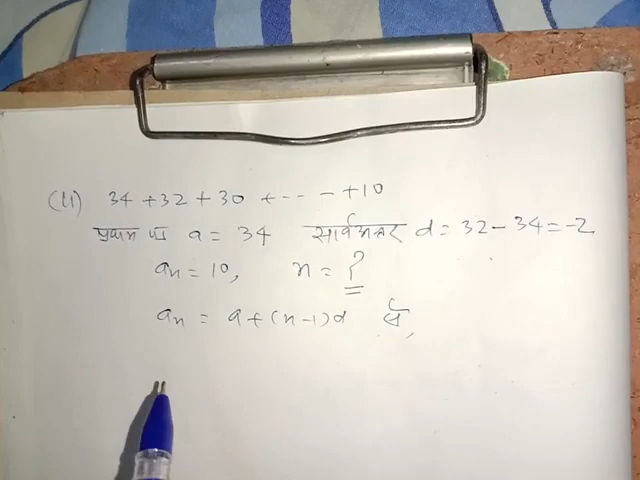 (ii) 34 + 32 + 30 + - - - - + 10
प्रथम पद a = 34 सार्वअन्तर d = 32 - 34 = -2
an = 10, n = ?
an = a + (n - 1)d से,